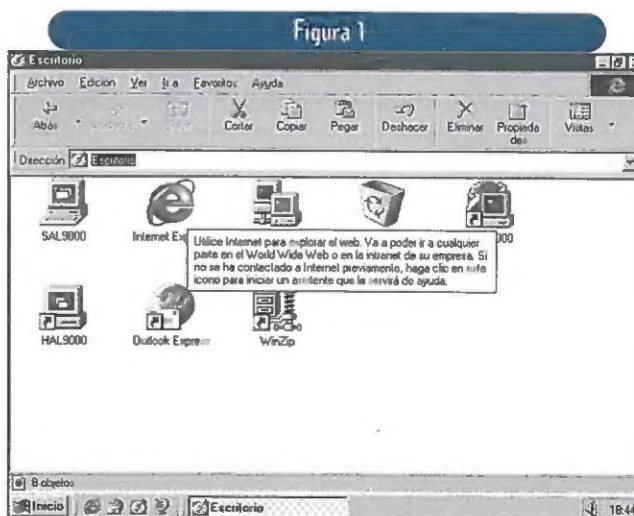 Figura 1
Escritorio
Archivo Edición Ver Ir a Favoritos Ayuda
Atrás Cortar Copiar Pegar Deshacer Eliminar Propiedades Vistas
Dirección Escritorio
SAL9000 Internet Exp
Utilice Internet para explorar el web. Va a poder ir a cualquier
parte en el World Wide Web o en la intranet de su empresa. Si
no se ha contectado a Internet previamente, haga clic en este
icono para iniciar un asistente que le servirá de ayuda.
HAL9000 Outlook Express WinZip
8 objetos
Inicio Escritorio 18:44